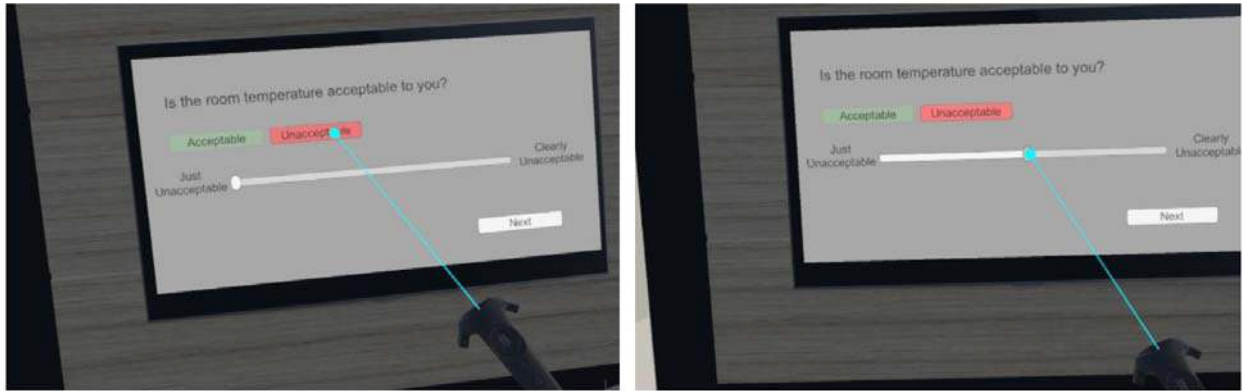 Is the room temperature acceptable to you?
Acceptable Unacceptable
Just Unacceptable
Clearly Unacceptable
Next
Is the room temperature acceptable to you?
Acceptable Unacceptable
Just Unacceptable
Clearly Unacceptable
Next